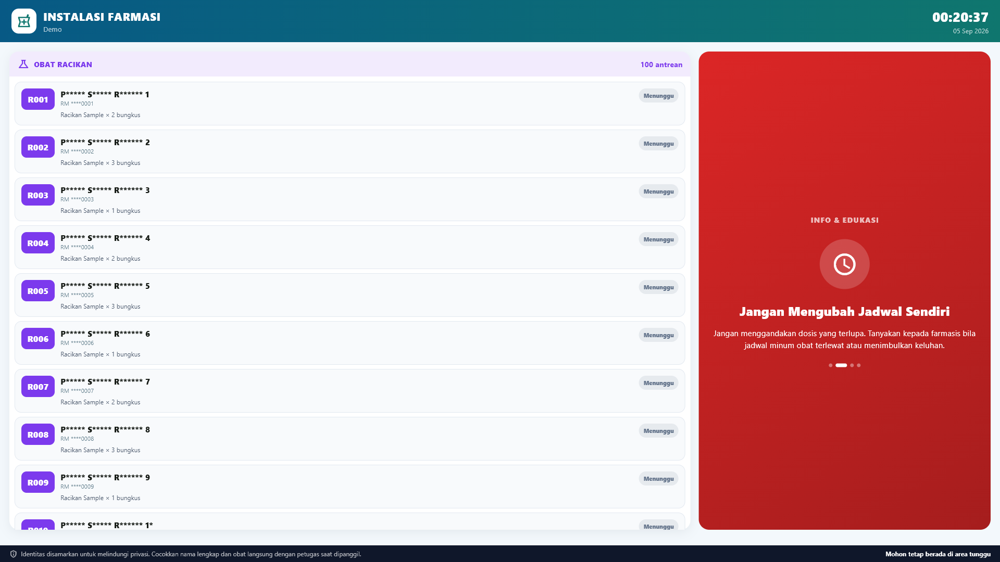 INSTALASI FARMASI
Demo
00:20:37
05 Sep 2026
OBAT RACIKAN
100 antrean
R001
P***** S***** R****** 1
RM ****0001
Racikan Sample × 2 bungkus
Menunggu
R002
P***** S***** R****** 2
RM ****0002
Racikan Sample × 3 bungkus
Menunggu
R003
P***** S***** R****** 3
RM ****0003
Racikan Sample × 1 bungkus
Menunggu
R004
P***** S***** R****** 4
RM ****0004
Racikan Sample × 2 bungkus
Menunggu
R005
P***** S***** R****** 5
RM ****0005
Racikan Sample × 3 bungkus
Menunggu
R006
P***** S***** R****** 6
RM ****0006
Racikan Sample × 1 bungkus
Menunggu
R007
P***** S***** R****** 7
RM ****0007
Racikan Sample × 2 bungkus
Menunggu
R008
P***** S***** R****** 8
RM ****0008
Racikan Sample × 3 bungkus
Menunggu
R009
P***** S***** R****** 9
RM ****0009
Racikan Sample × 1 bungkus
Menunggu
R010
P***** S***** R****** 1*
Menunggu
INFO & EDUKASI
Jangan Mengubah Jadwal Sendiri
Jangan menggandakan dosis yang terlupa. Tanyakan kepada farmasis bila
jadwal minum obat terlewat atau menimbulkan keluhan.
Identitas disamarkan untuk melindungi privasi. Cocokkan nama lengkap dan obat langsung dengan petugas saat dipanggil.
Mohon tetap berada di area tunggu